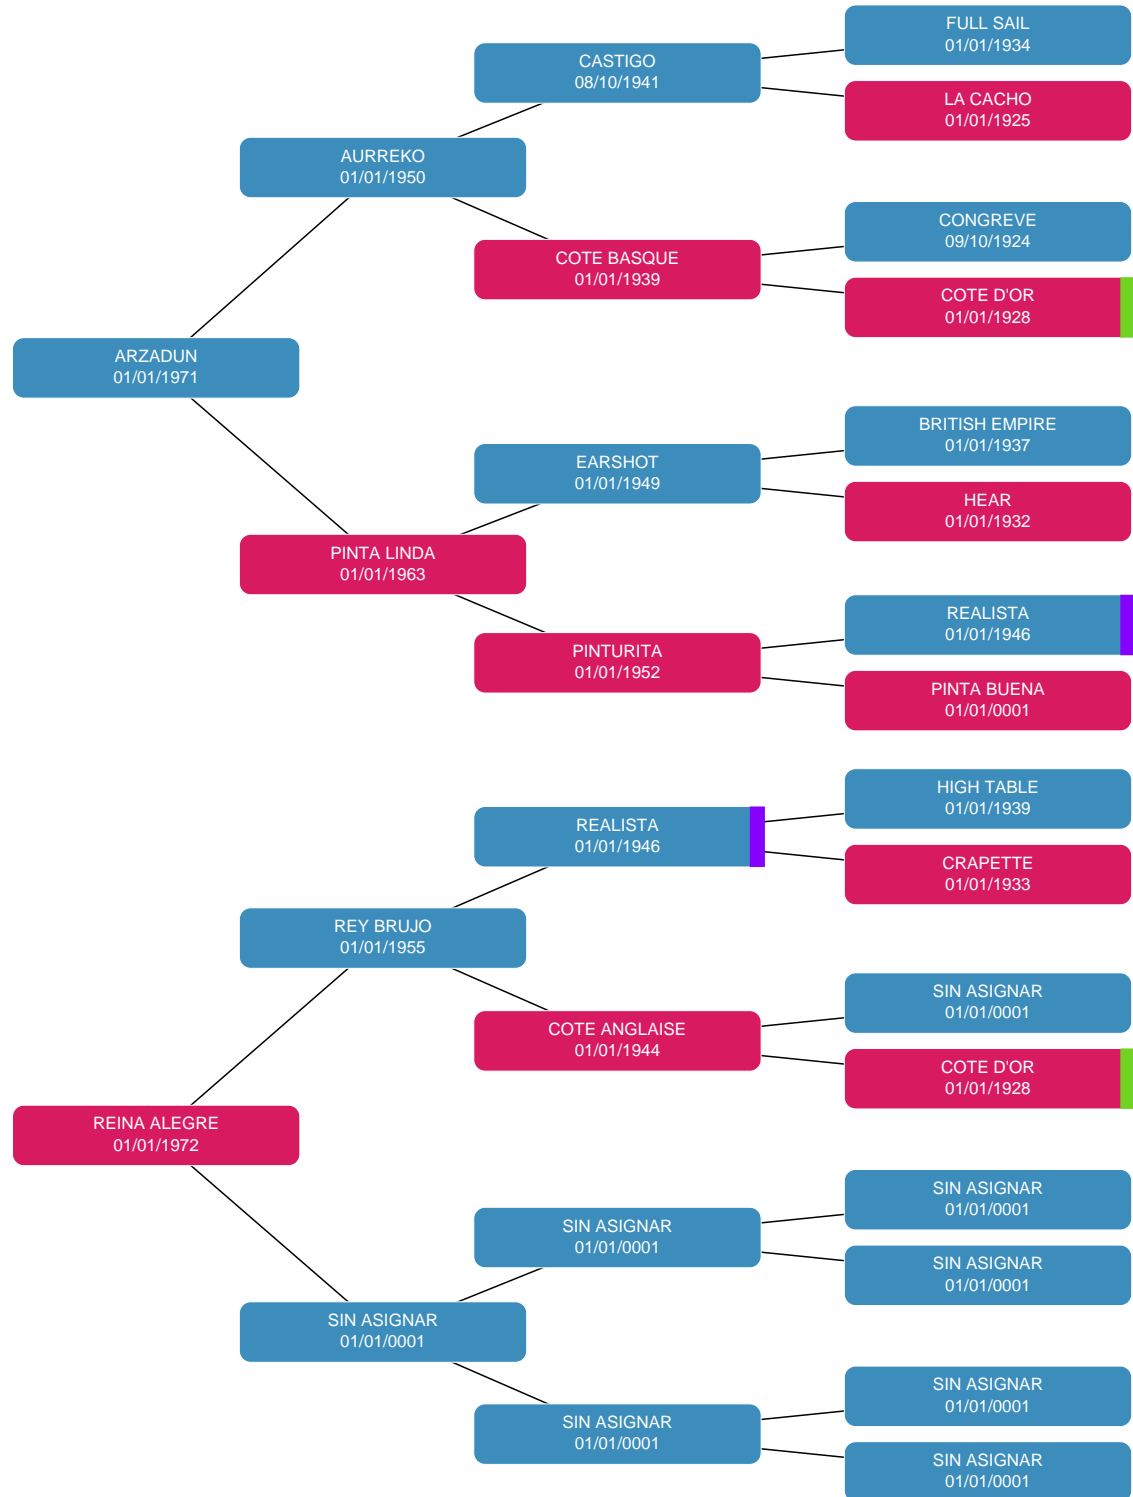 FULL SAIL
01/01/1934
CASTIGO
08/10/1941
LA CACHO
01/01/1925
AURREKO
01/01/1950
CONGREVE
09/10/1924
COTE BASQUE
01/01/1939
COTE D'OR
01/01/1928
ARZADUN
01/01/1971
BRITISH EMPIRE
01/01/1937
EARSHOT
01/01/1949
HEAR
01/01/1932
PINTA LINDA
01/01/1963
REALISTA
01/01/1946
PINTURITA
01/01/1952
PINTA BUENA
01/01/0001
HIGH TABLE
01/01/1939
REALISTA
01/01/1946
CRAPETTE
01/01/1933
REY BRUJO
01/01/1955
SIN ASIGNAR
01/01/0001
COTE ANGLAISE
01/01/1944
COTE D'OR
01/01/1928
REINA ALEGRE
01/01/1972
SIN ASIGNAR
01/01/0001
SIN ASIGNAR
01/01/0001
SIN ASIGNAR
01/01/0001
SIN ASIGNAR
01/01/0001
SIN ASIGNAR
01/01/0001
SIN ASIGNAR
01/01/0001
SIN ASIGNAR
01/01/0001